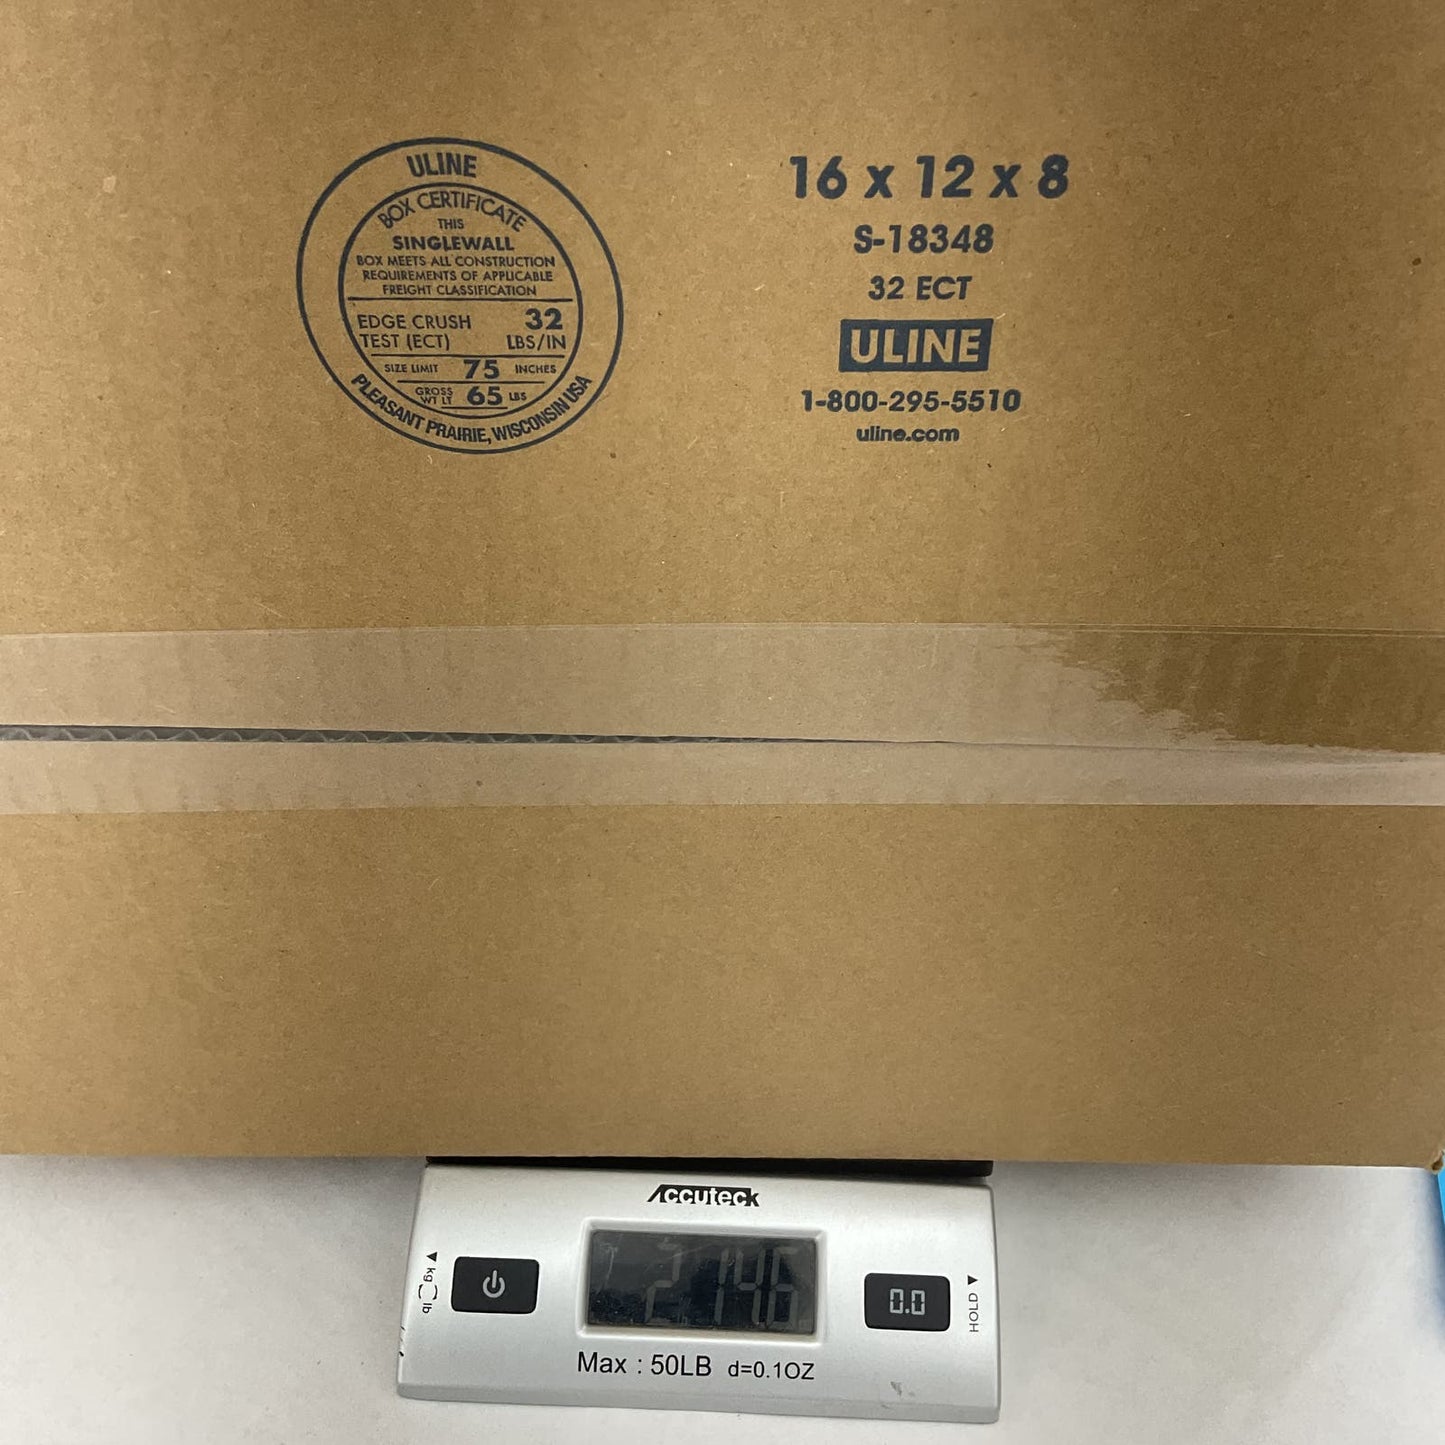 ULINE
BOX CERTIFICATE
THIS
SINGLEWALL
BOX MEETS ALL CONSTRUCTION
REQUIREMENTS OF APPLICABLE
FREIGHT CLASSIFICATION
EDGE CRUSH TEST (ECT) 32 LBS/IN
SIZE LIMIT 75 INCHES
GROSS WT LT 65 LBS
PLEASANT PRAIRIE, WISCONSIN USA
16 x 12 x 8
S-18348
32 ECT
ULINE
1-800-295-5510
uline.com
Accuteck
kg lb
0.0
HOLD
Max : 50LB d=0.1OZ